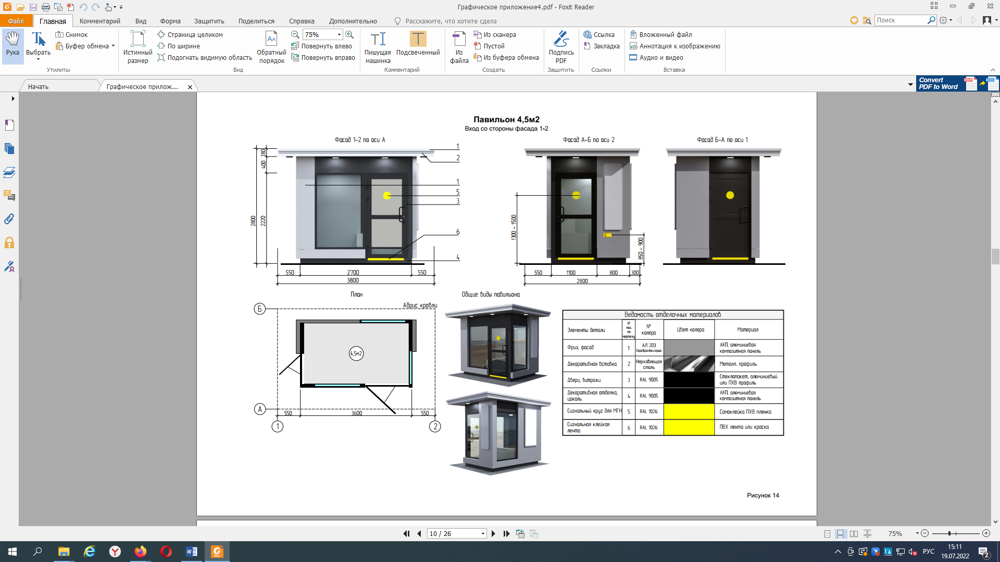 Графическое приложение4.pdf - Foxit Reader
Файл
Главная
Комментарий
Вид
Форма
Защитить
Поделиться
Справка
Дополнительно
Расскажите, что хотите сдела
Поиск
Рука
Выбрать
Снимок
Буфер обмена
Утилиты
Истинный размер
Страница целиком
По ширине
Подогнать видимую область
Обратный порядок
75%
Повернуть влево
Повернуть вправо
Вид
Пишущая машинка
Подсвеченный
Комментарий
Из файла
Из сканера
Пустой
Из буфера обмена
Создать
Подпись PDF
Защитить
Ссылка
Закладка
Ссылки
Вложенный файл
Аннотация к изображению
Аудио и видео
Вставка
Начать
Графическое прилож...
Convert
PDF to Word
PDF
DOC
Павильон 4,5м2
Вход со стороны фасада 1-2
Фасад 1-2 по оси А
Фасад А-Б по оси 2
Фасад Б-А по оси 1
180
400
2220
2800
1
2
1
5
3
6
4
550 2700 550
3800
1300 - 1500
850 - 900
550 1100 800 300
2800
План
Общие виды павильона
Абрис кровли
Б
4,5м2
А
550 3600 550
1 2
Ведомость отделочных материалов
Элементы детали
№ поз. по чертежу
№ колера
Цвет колера
Материал
Фриз, фасад 1 АЛ 203 Серебристо-серый АКП, алюминиевая композитная панель
Декоративная вставка 2 Нержавеющая сталь Металл. профиль
Двери, витражи 3 RAL 9005 Стеклопакет, алюминиевый или ПХВ профиль
Декоративная отделка, цоколь 4 RAL 9005 АКП, алюминиевая композитная панель
Сигнальный круг для МГН 5 RAL 1026 Самоклейка ПХВ пленка
Сигнальная клейкая лента 6 RAL 1026 ПВХ лента или краска
Рисунок 14
10 / 26
75%
РУС
15:11
19.07.2022
2